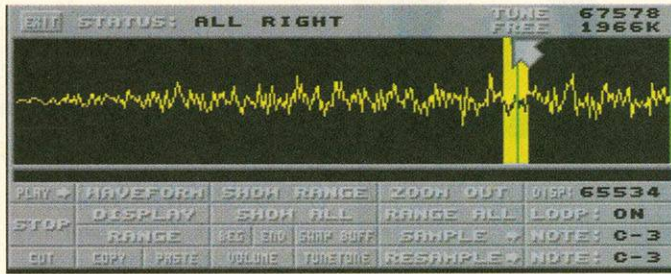 EXIT STATUS: ALL RIGHT TUNE 67578
FREE 1966K
PLAY WAVEFORM SHOW RANGE ZOOM OUT DISP: 65534
STOP DISPLAY SHOW ALL RANGE ALL LOOP: ON
RANGE BEG END SWAP BUFF SAMPLE NOTE: C-3
CUT COPY PASTE VOLUME TUNETONE RESAMPLE NOTE: C-3